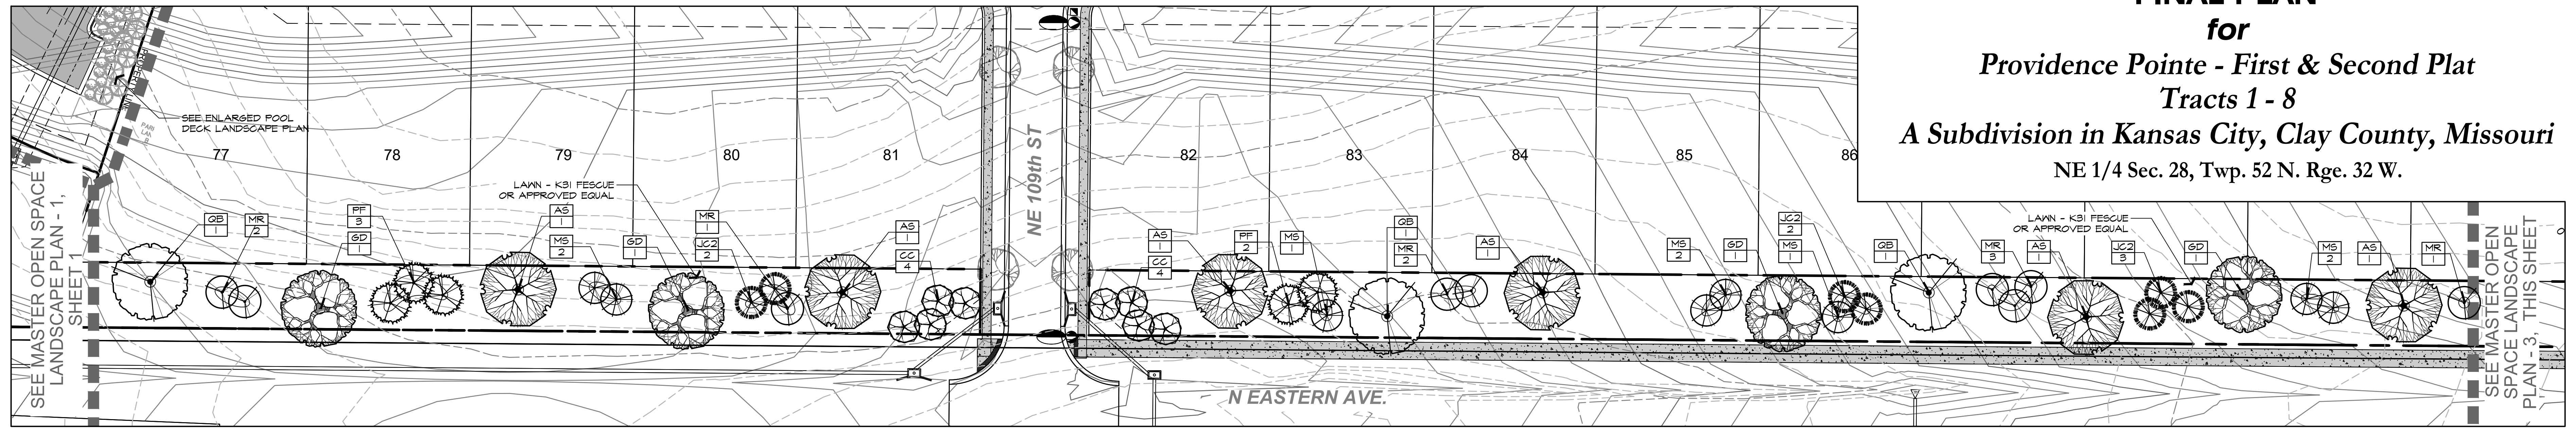 FINAL PLAN
for
Providence Pointe - First & Second Plat
Tracts 1 - 8
A Subdivision in Kansas City, Clay County, Missouri
NE 1/4 Sec. 28, Twp. 52 N. Rge. 32 W.
PROPERTY LINE
SEE ENLARGED POOL
DECK LANDSCAPE PLAN
77
78
79
80
81
NE 109th ST
82
83
84
85
86
SEE MASTER OPEN SPACE
LANDSCAPE PLAN - 1,
SHEET 1
LAWN - K31 FESCUE
OR APPROVED EQUAL
QB
1
MR
2
PF
3
GD
1
AS
1
MS
2
GD
1
MR
1
JC2
2
AS
1
CC
4
AS
1
CC
4
PF
2
MS
1
QB
1
MR
2
AS
1
MS
2
GD
1
JC2
2
MS
1
QB
1
LAWN - K31 FESCUE
OR APPROVED EQUAL
MR
3
AS
1
JC2
3
GD
1
MS
2
AS
1
MR
1
N EASTERN AVE.
SEE MASTER OPEN
SPACE LANDSCAPE
PLAN - 3, THIS SHEET